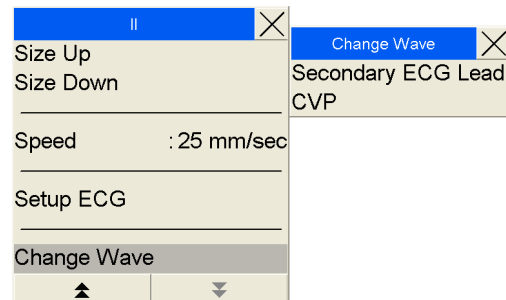 II
Size Up
Size Down
Speed : 25 mm/sec
Setup ECG
Change Wave
Change Wave
Secondary ECG Lead
CVP